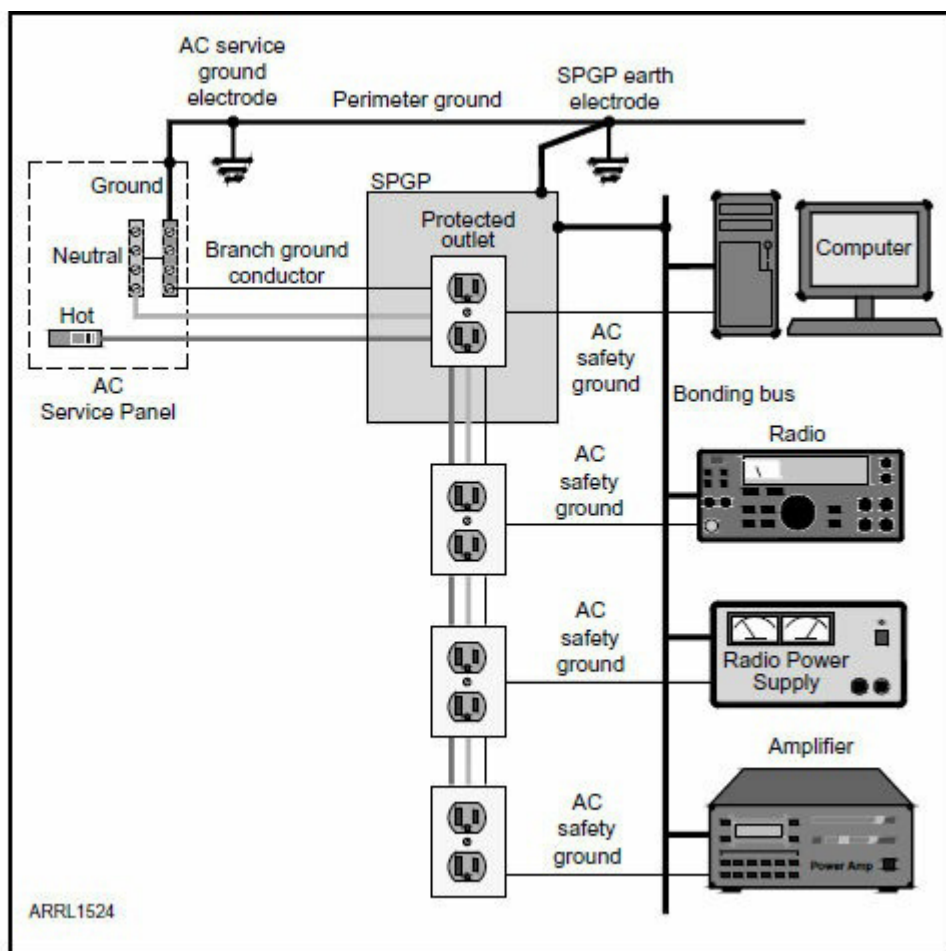 AC service
ground
electrode
SPGP earth
electrode
Perimeter ground
Ground
SPGP
Protected
outlet
Neutral
Branch ground
conductor
Computer
Hot
AC
safety
ground
AC
Service Panel
Bonding bus
Radio
AC
safety
ground
AC
safety
ground
Radio Power
Supply
Amplifier
AC
safety
ground
Power Amp
ARRL1524